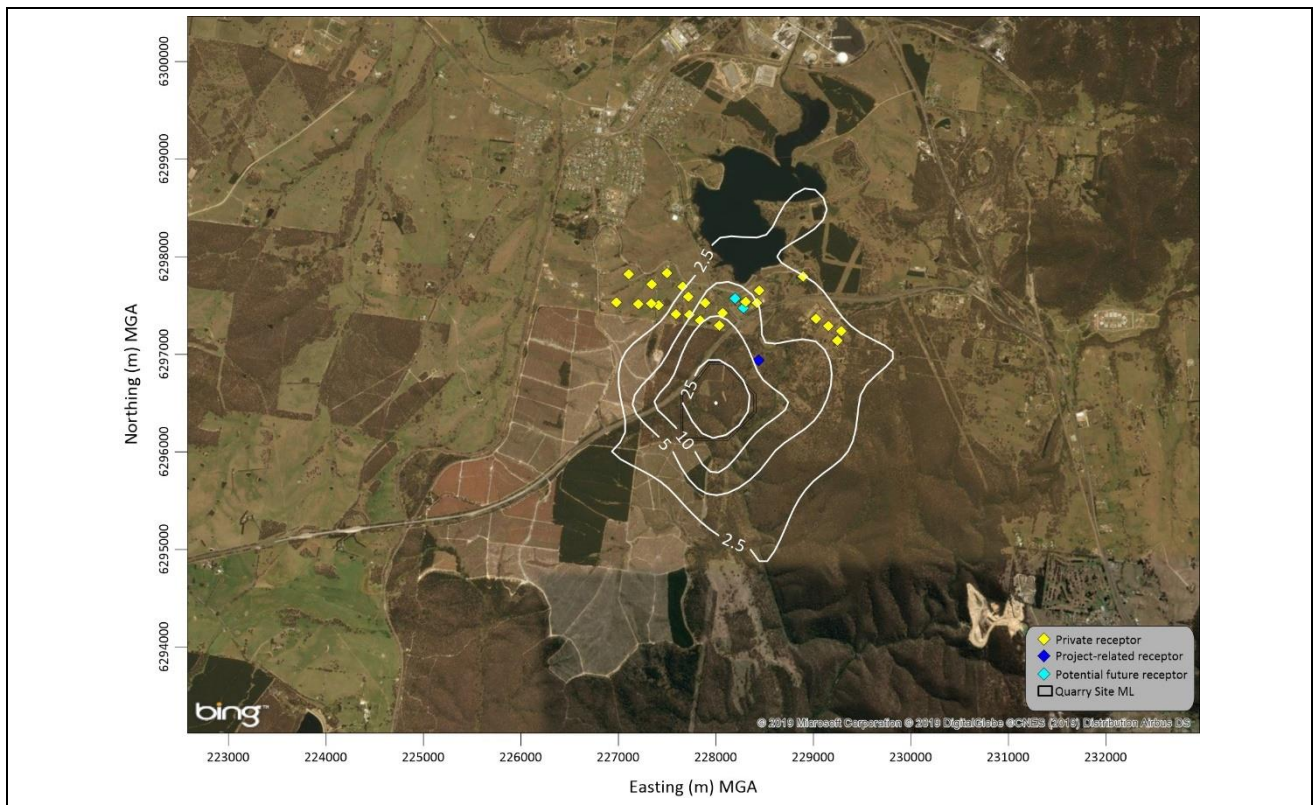 6300000
6299000
6298000
6297000
6296000
6295000
6294000
Northing (m) MGA
2.5
25
10
5
2.5
Private receptor
Project-related receptor
Potential future receptor
Quarry Site ML
bing™
© 2019 Microsoft Corporation © 2019 DigitalGlobe ©CNES (2019) Distribution Airbus DS
223000 224000 225000 226000 227000 228000 229000 230000 231000 232000
Easting (m) MGA